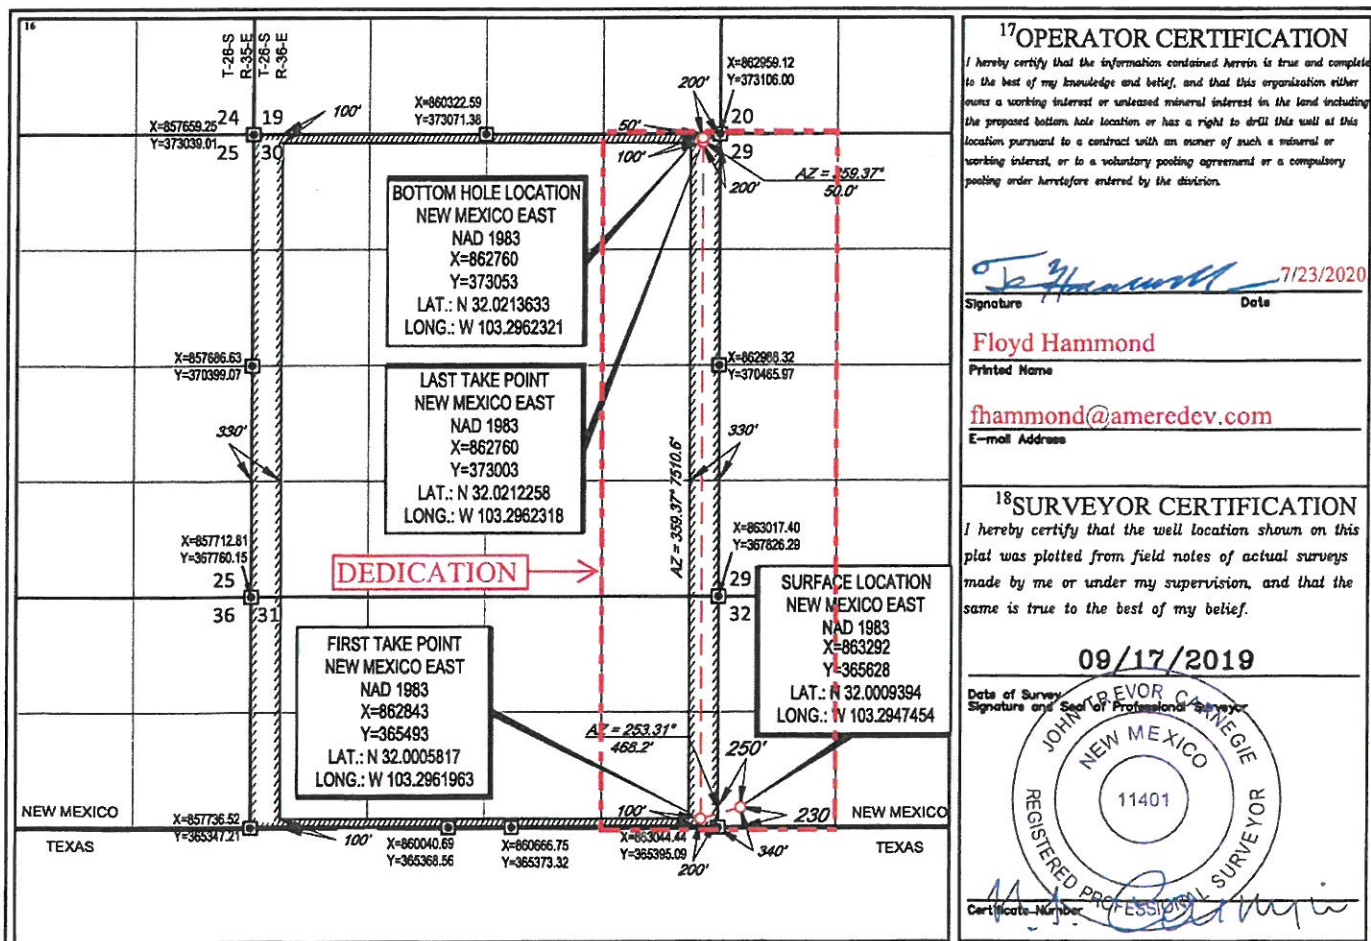 16
T-26-S
R-35-E
T-26-S
R-36-E
X=857659.25
Y=373039.01
24 19
25 30
100'
X=860322.59
Y=373071.38
X=862959.12
Y=373106.00
200'
20
29
50'
100'
200'
50.0'
BOTTOM HOLE LOCATION
NEW MEXICO EAST
NAD 1983
X=862760
Y=373053
LAT.: N 32.0213633
LONG.: W 103.2962321
X=857686.63
Y=370399.07
LAST TAKE POINT
NEW MEXICO EAST
NAD 1983
X=862760
Y=373003
LAT.: N 32.0212258
LONG.: W 103.2962318
X=862988.32
Y=370465.97
330'
330'
AZ = 359.37° 7510.6'
X=857712.81
Y=367760.15
25
36 31
DEDICATION
X=863017.40
Y=367826.29
29
32
FIRST TAKE POINT
NEW MEXICO EAST
NAD 1983
X=862843
Y=365493
LAT.: N 32.0005817
LONG.: W 103.2961963
SURFACE LOCATION
NEW MEXICO EAST
NAD 1983
X=863292
Y=365628
LAT.: N 32.0009394
LONG.: W 103.2947454
AZ = 253.31°
468.2'
250'
100'
230
NEW MEXICO
NEW MEXICO
X=857736.52
Y=365347.21
TEXAS
100'
X=860040.69
Y=365368.56
X=860666.75
Y=365373.32
X=863044.44
Y=365395.09
200'
340'
TEXAS
17 OPERATOR CERTIFICATION
I hereby certify that the information contained herein is true and complete
to the best of my knowledge and belief, and that this organization either
owns a working interest or unleased mineral interest in the land including
the proposed bottom hole location or has a right to drill this well at this
location pursuant to a contract with an owner of such a mineral or
working interest, or to a voluntary pooling agreement or a compulsory
pooling order heretofore entered by the division.
7/23/2020
Signature Date
Floyd Hammond
Printed Name
fhammond@ameredev.com
E-mail Address
18 SURVEYOR CERTIFICATION
I hereby certify that the well location shown on this
plat was plotted from field notes of actual surveys
made by me or under my supervision, and that the
same is true to the best of my belief.
09/17/2019
Date of Survey
Signature and Seal of Professional Surveyor
JOHN TREVOR CARNEGIE
NEW MEXICO
11401
REGISTERED PROFESSIONAL SURVEYOR
Certificate Number